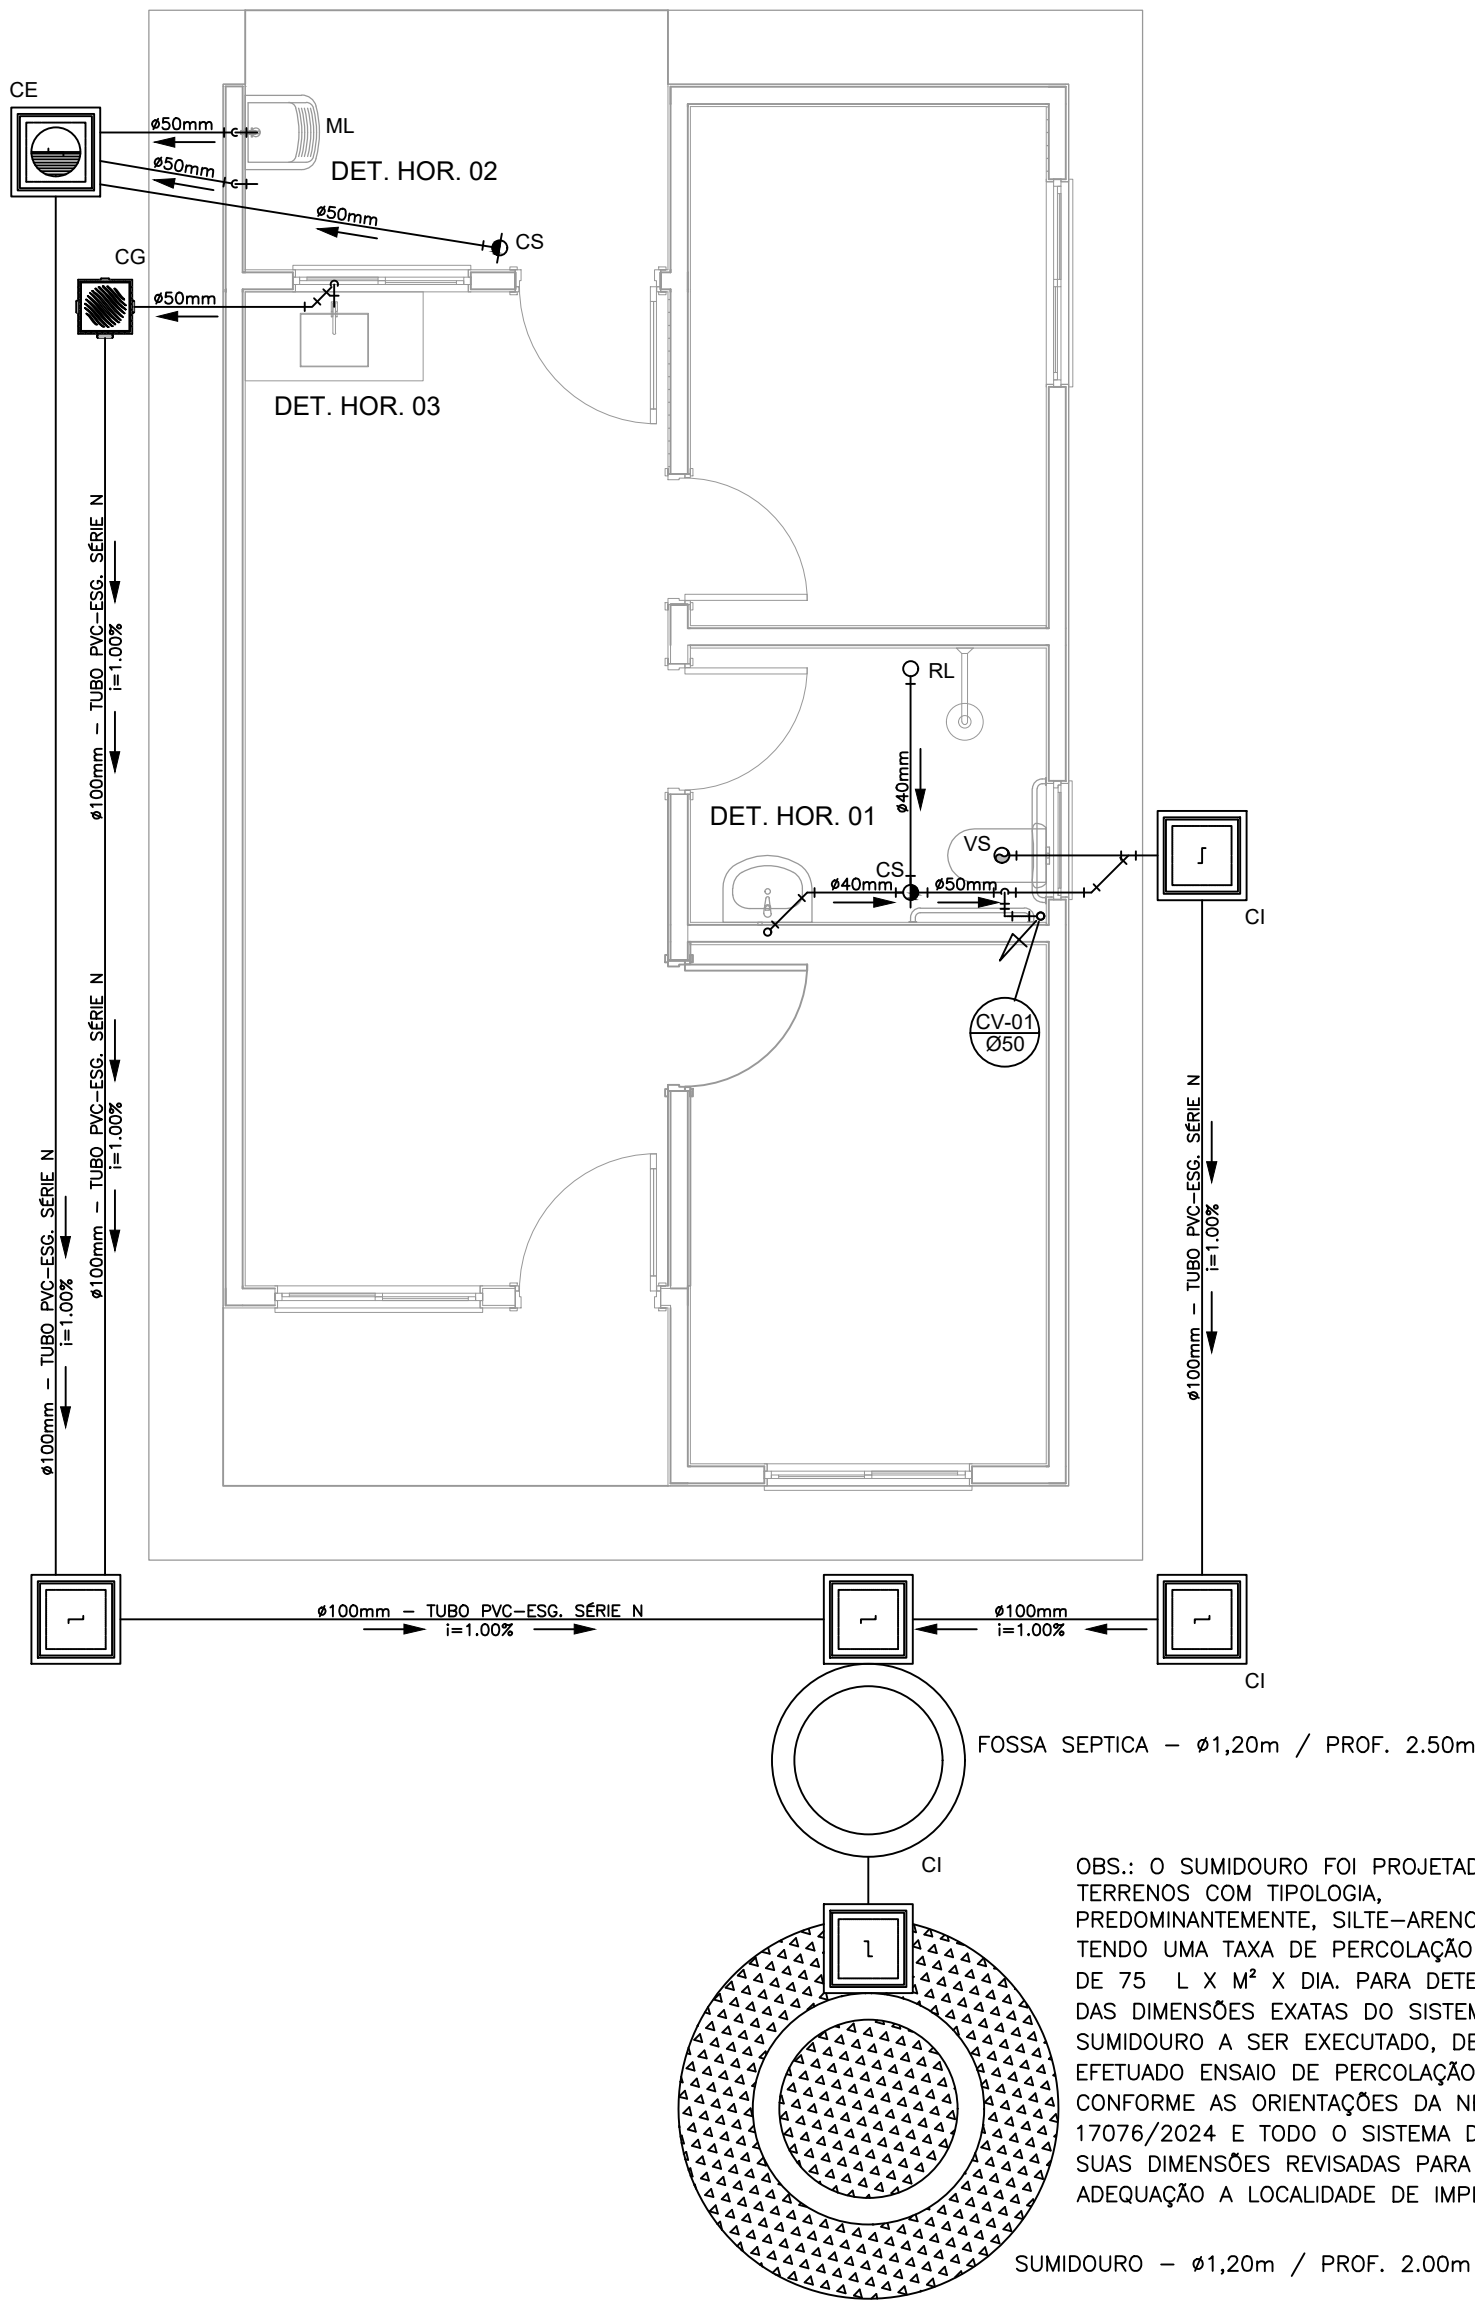 CE
ø50mm
ML
ø50mm
DET. HOR. 02
ø50mm
CS
CG
ø50mm
DET. HOR. 03
ø100mm – TUBO PVC–ESG. SÉRIE N
i=1.00%
RL
ø40mm
DET. HOR. 01
VS
CS
ø40mm
ø50mm
CI
CV-01
Ø50
ø100mm – TUBO PVC–ESG. SÉRIE N
i=1.00%
ø100mm – TUBO PVC–ESG. SÉRIE N
i=1.00%
ø100mm – TUBO PVC–ESG. SÉRIE N
i=1.00%
ø100mm – TUBO PVC–ESG. SÉRIE N
i=1.00%
ø100mm
i=1.00%
CI
FOSSA SEPTICA – ø1,20m / PROF. 2.50m
CI
OBS.: O SUMIDOURO FOI PROJETAD
TERRENOS COM TIPOLOGIA,
PREDOMINANTEMENTE, SILTE–ARENO
TENDO UMA TAXA DE PERCOLAÇÃO
DE 75 L X M² X DIA. PARA DETE
DAS DIMENSÕES EXATAS DO SISTEM
SUMIDOURO A SER EXECUTADO, DE
EFETUADO ENSAIO DE PERCOLAÇÃO
CONFORME AS ORIENTAÇÕES DA
17076/2024 E TODO O SISTEMA
SUAS DIMENSÕES REVISADAS PARA
ADEQUAÇÃO A LOCALIDADE DE
SUMIDOURO – ø1,20m / PROF. 2.00m